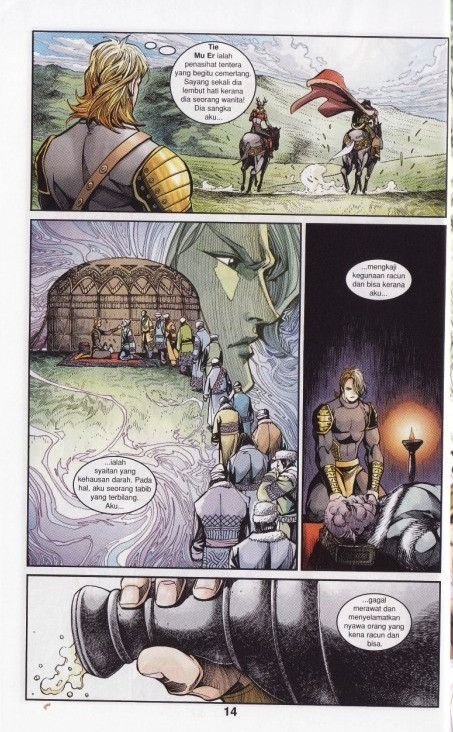 Tie
Mu Er ialah
penasihat tentera
yang begitu cemerlang.
Sayang sekali dia
lembut hati kerana
dia seorang wanita!
Dia sangka
aku...
...ialah
syaitan yang
kehausan darah. Pada
hal, aku seorang tabib
yang terbilang.
Aku...
...mengkaji
kegunaan racun
dan bisa kerana
aku...
...gagal
merawat dan
menyelamatkan
nyawa orang yang
kena racun dan
bisa.
14